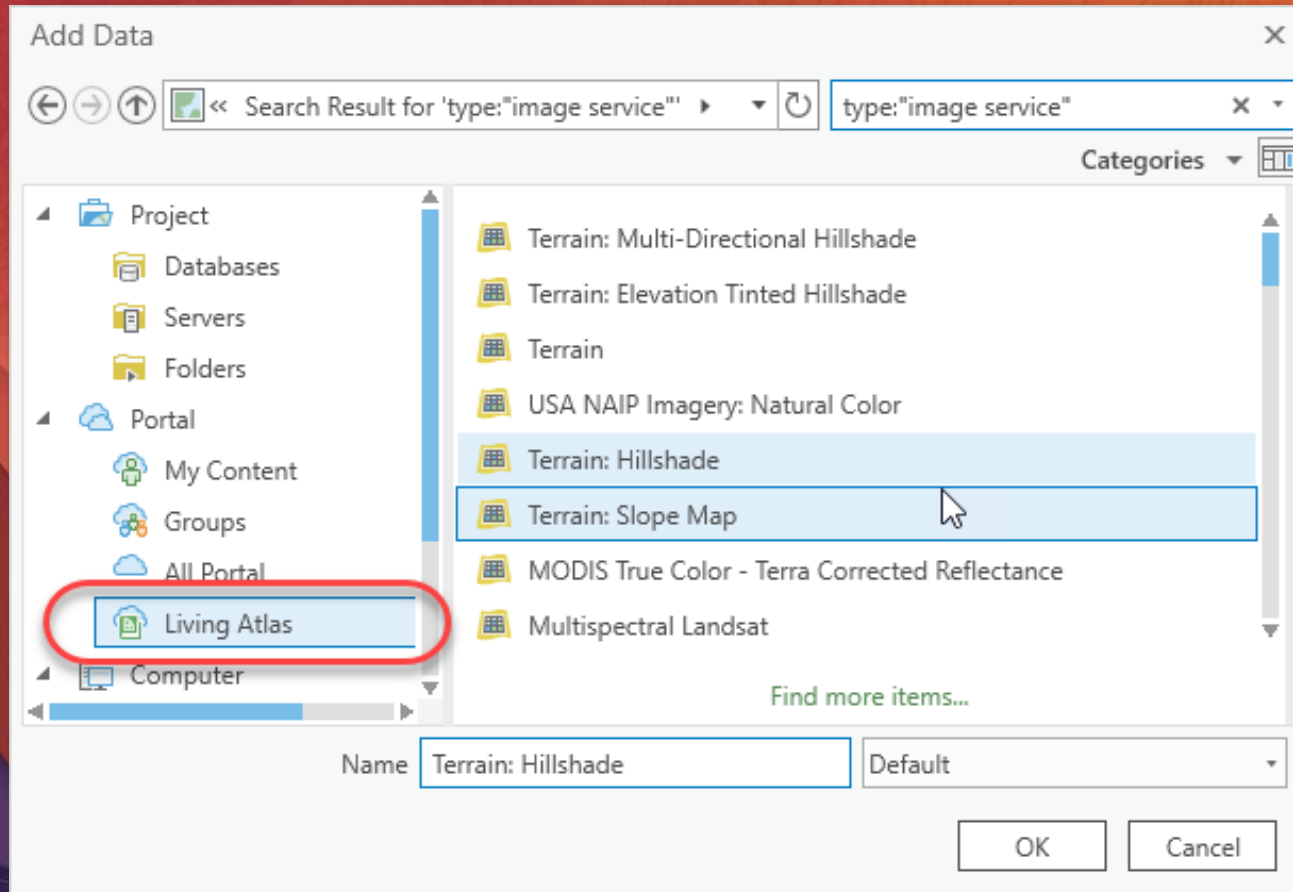 Add Data
« Search Result for 'type:"image service"'
type:"image service"
Categories
Project
Databases
Servers
Folders
Portal
My Content
Groups
All Portal
Living Atlas
Computer
Terrain: Multi-Directional Hillshade
Terrain: Elevation Tinted Hillshade
Terrain
USA NAIP Imagery: Natural Color
Terrain: Hillshade
Terrain: Slope Map
MODIS True Color - Terra Corrected Reflectance
Multispectral Landsat
Find more items...
Name Terrain: Hillshade Default
OK Cancel